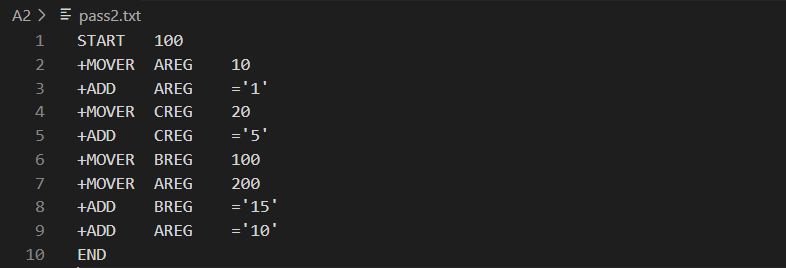 A2 > pass2.txt
1 START 100
2 +MOVER AREG 10
3 +ADD AREG ='1'
4 +MOVER CREG 20
5 +ADD CREG ='5'
6 +MOVER BREG 100
7 +MOVER AREG 200
8 +ADD BREG ='15'
9 +ADD AREG ='10'
10 END